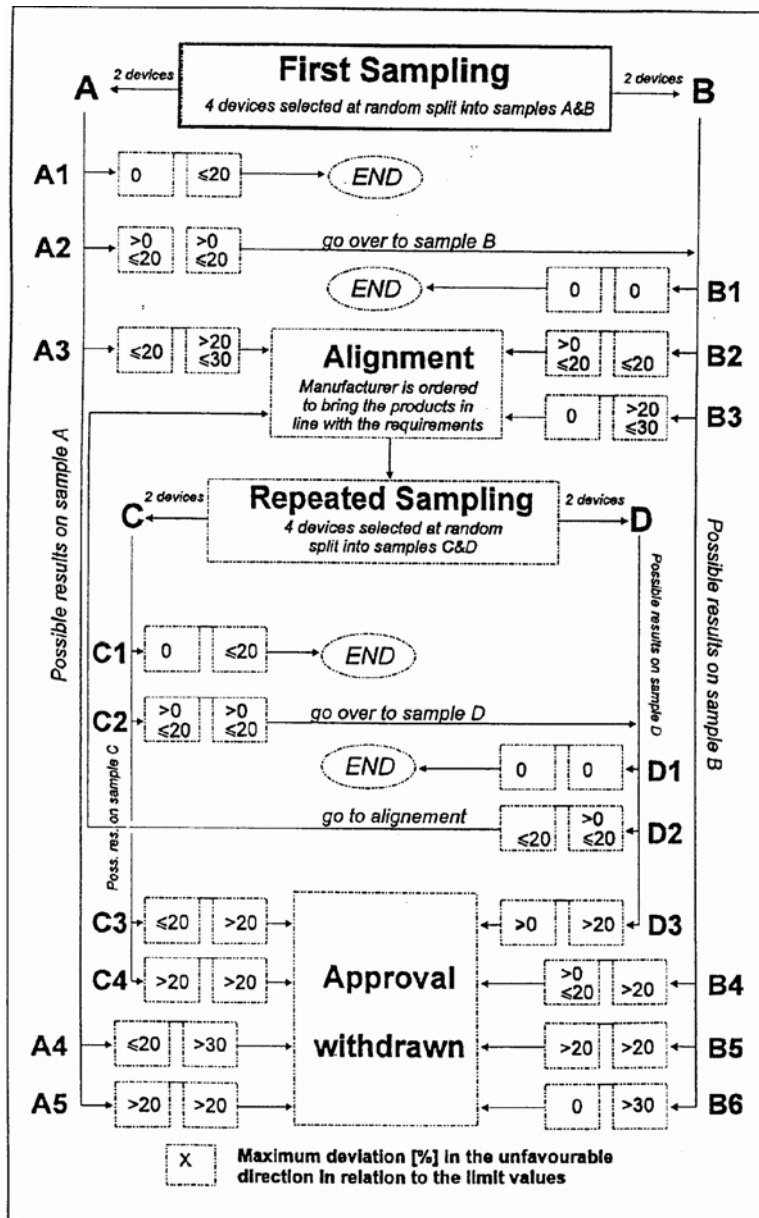 First Sampling
4 devices selected at random split into samples A&B
A 2 devices
2 devices B
A1 0 ≤20 END
A2 >0 ≤20 >0 ≤20 go over to sample B
END 0 0 B1
A3 ≤20 >20 ≤30
Alignment
Manufacturer is ordered
to bring the products in
line with the requirements
>0 ≤20 ≤20 B2
0 >20 ≤30 B3
Possible results on sample A
Possible results on sample B
C 2 devices
Repeated Sampling
4 devices selected at random
split into samples C&D
2 devices D
Poss. res. on sample C
Possible results on sample D
C1 0 ≤20 END
C2 >0 ≤20 >0 ≤20 go over to sample D
END 0 0 D1
go to alignement ≤20 >0 ≤20 D2
C3 ≤20 >20
>0 >20 D3
C4 >20 >20
Approval
withdrawn
>0 ≤20 >20 B4
A4 ≤20 >30
>20 >20 B5
A5 >20 >20
0 >30 B6
X Maximum deviation [%] in the unfavourable
direction in relation to the limit values